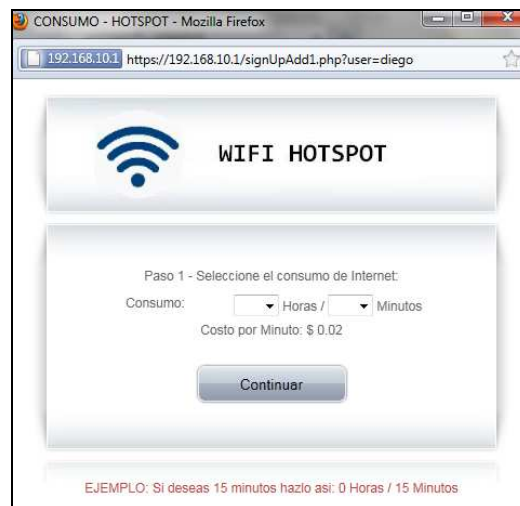 CONSUMO - HOTSPOT - Mozilla Firefox
192.168.10.1 https://192.168.10.1/signUpAdd1.php?user=diego
WIFI HOTSPOT
Paso 1 - Seleccione el consumo de Internet:
Consumo: Horas / Minutos
Costo por Minuto: $ 0.02
Continuar
EJEMPLO: Si deseas 15 minutos hazlo asi: 0 Horas / 15 Minutos